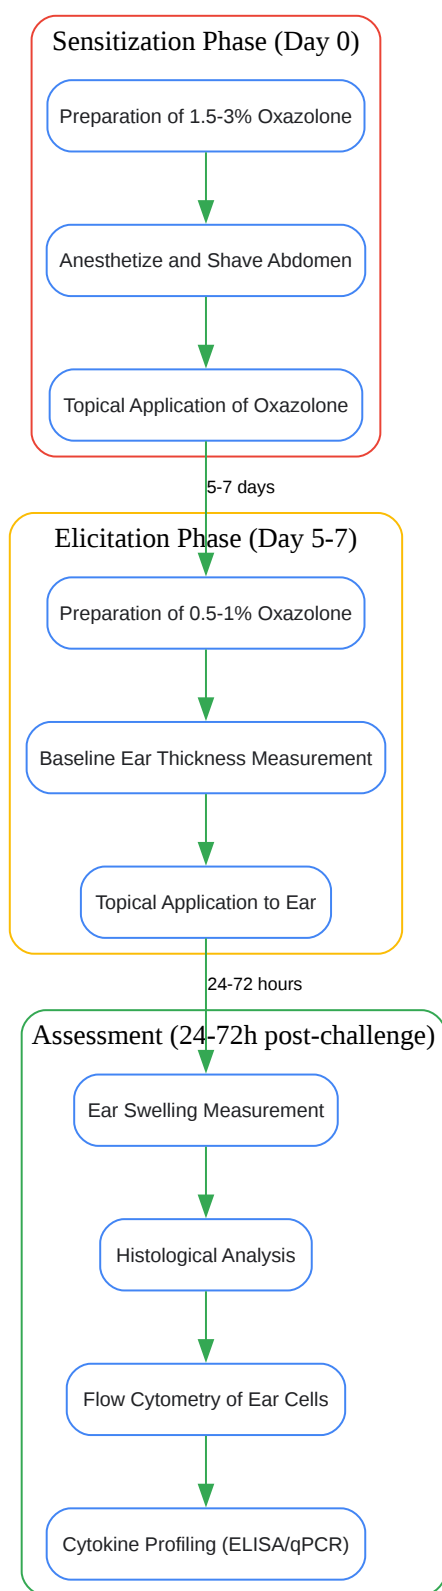 Sensitization Phase (Day 0)
Preparation of 1.5-3% Oxazolone
Anesthetize and Shave Abdomen
Topical Application of Oxazolone
5-7 days
Elicitation Phase (Day 5-7)
Preparation of 0.5-1% Oxazolone
Baseline Ear Thickness Measurement
Topical Application to Ear
24-72 hours
Assessment (24-72h post-challenge)
Ear Swelling Measurement
Histological Analysis
Flow Cytometry of Ear Cells
Cytokine Profiling (ELISA/qPCR)